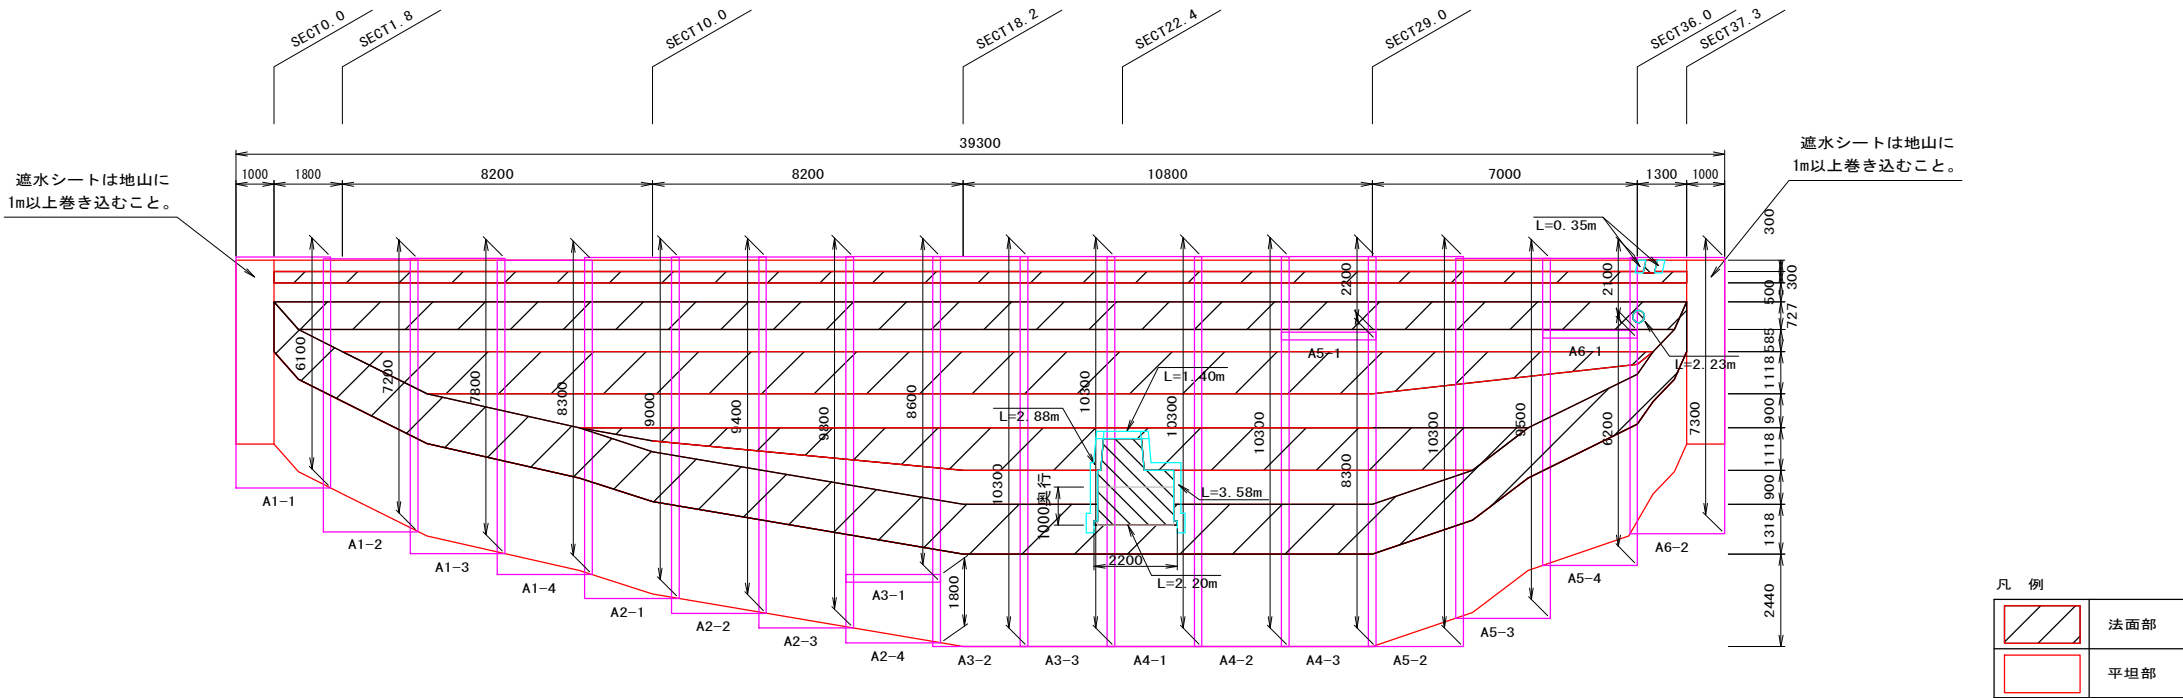 SECT0.0
SECT1.8
SECT10.0
SECT18.2
SECT22.4
SECT29.0
SECT36.0
SECT37.3
39300
1000
1800
8200
8200
10800
7000
1300
1000
遮水シートは地山に
1m以上巻き込むこと。
遮水シートは地山に
1m以上巻き込むこと。
L=0.35m
300
300
500
727
585
1118
900
1118
900
1318
2440
6100
7200
7800
8300
9000
9400
9800
8600
10300
10300
10300
10300
2200
8300
10300
9500
2100
6200
7300
L=2.23m
L=1.40m
L=2.88m
L=3.58m
L=2.20m
1000奥行
2200
1800
A1-1
A1-2
A1-3
A1-4
A2-1
A2-2
A2-3
A2-4
A3-1
A3-2
A3-3
A4-1
A4-2
A4-3
A5-1
A5-2
A5-3
A5-4
A6-1
A6-2
凡 例
法面部
平坦部